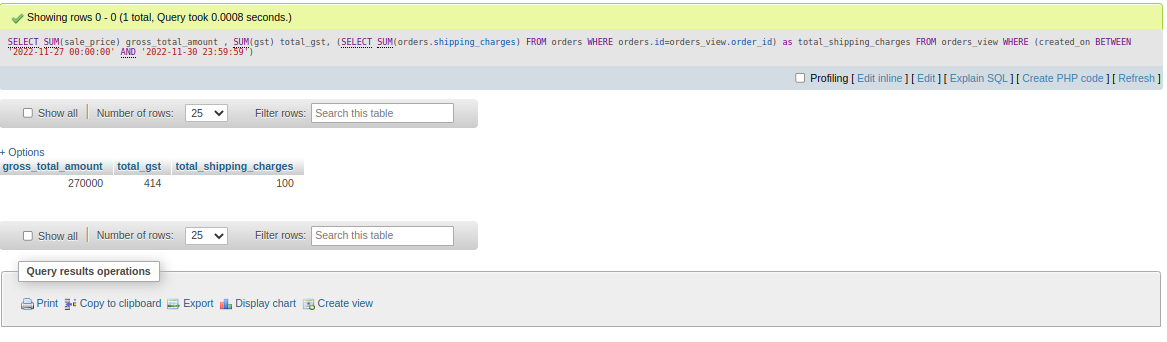 Showing rows 0 - 0 (1 total, Query took 0.0008 seconds.)
SELECT SUM(sale_price) gross_total_amount , SUM(gst) total_gst, (SELECT SUM(orders.shipping_charges) FROM orders WHERE orders.id=orders_view.order_id) as total_shipping_charges FROM orders_view WHERE (created_on BETWEEN
'2022-11-27 00:00:00' AND '2022-11-30 23:59:59')
Profiling [ Edit inline ] [ Edit ] [ Explain SQL ] [ Create PHP code ] [ Refresh ]
Show all Number of rows: 25 Filter rows: Search this table
+ Options
gross_total_amount total_gst total_shipping_charges
270000 414 100
Show all Number of rows: 25 Filter rows: Search this table
Query results operations
Print Copy to clipboard Export Display chart Create view